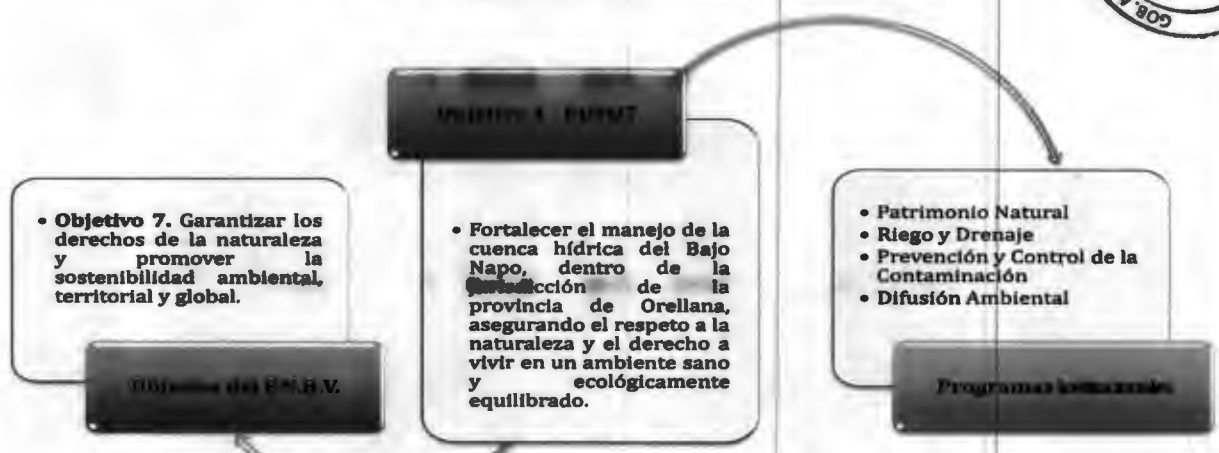 • Objetivo 7. Garantizar los
derechos de la naturaleza
y promover la
sostenibilidad ambiental,
territorial y global.
P.N.B.V.
• Fortalecer el manejo de la
cuenca hídrica del Bajo
Napo, dentro de la
de la
provincia de Orellana,
asegurando el respeto a la
naturaleza y el derecho a
vivir en un ambiente sano
y ecológicamente
equilibrado.
• Patrimonio Natural
• Riego y Drenaje
• Prevención y Control de la
Contaminación
• Difusión Ambiental
Programas
GOB.